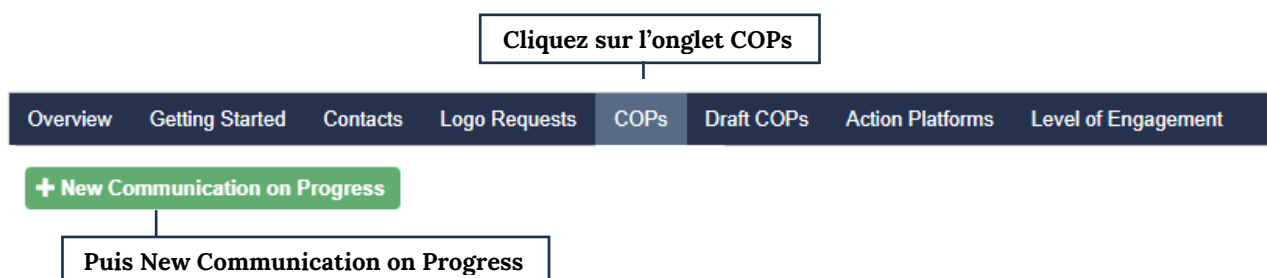 Cliquez sur l’onglet COPs
Overview Getting Started Contacts Logo Requests COPs Draft COPs Action Platforms Level of Engagement
+ New Communication on Progress
Puis New Communication on Progress